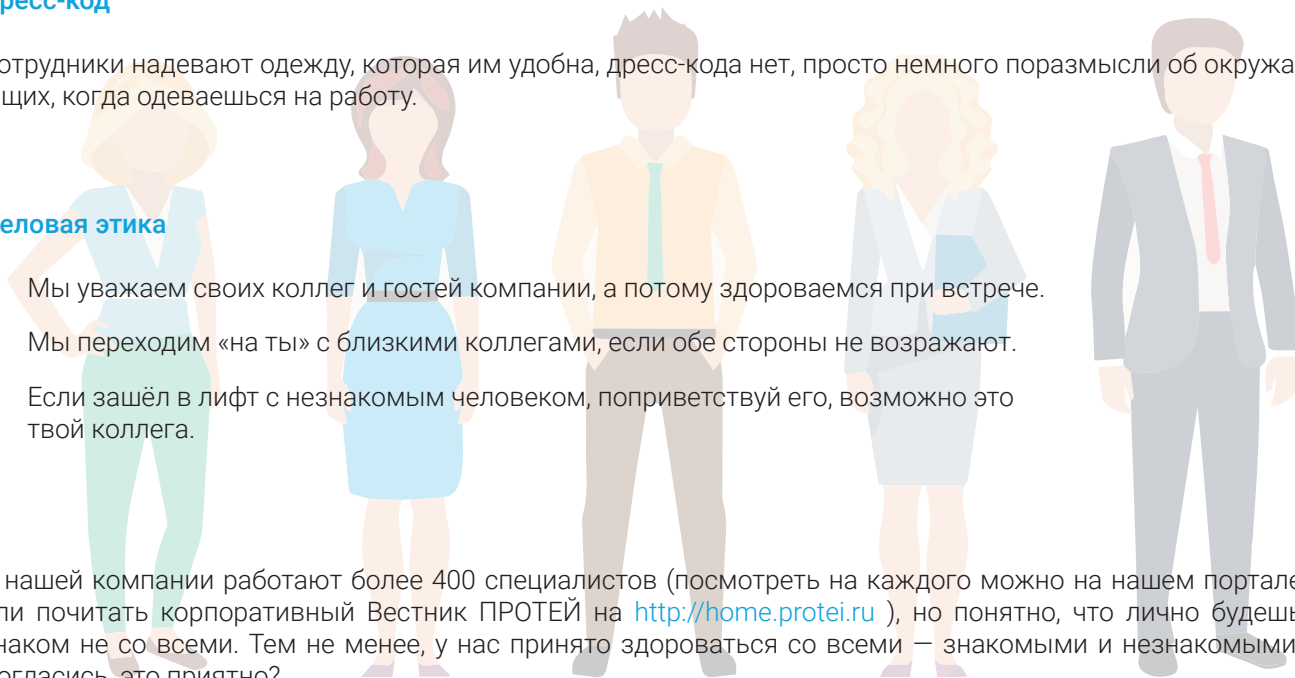 ресс-код
отрудники надевают одежду, которая им удобна, дресс-кода нет, просто немного поразмысли об окружа
щих, когда одеваешься на работу.
еловая этика
Мы уважаем своих коллег и гостей компании, а потому здороваемся при встрече.
Мы переходим «на ты» с близкими коллегами, если обе стороны не возражают.
Если зашёл в лифт с незнакомым человеком, поприветствуй его, возможно это
твой коллега.
нашей компании работают более 400 специалистов (посмотреть на каждого можно на нашем портале
ли почитать корпоративный Вестник ПРОТЕЙ на http://home.protei.ru ), но понятно, что лично будешь
наком не со всеми. Тем не менее, у нас принято здороваться со всеми — знакомыми и незнакомыми
огласись, это приятно?